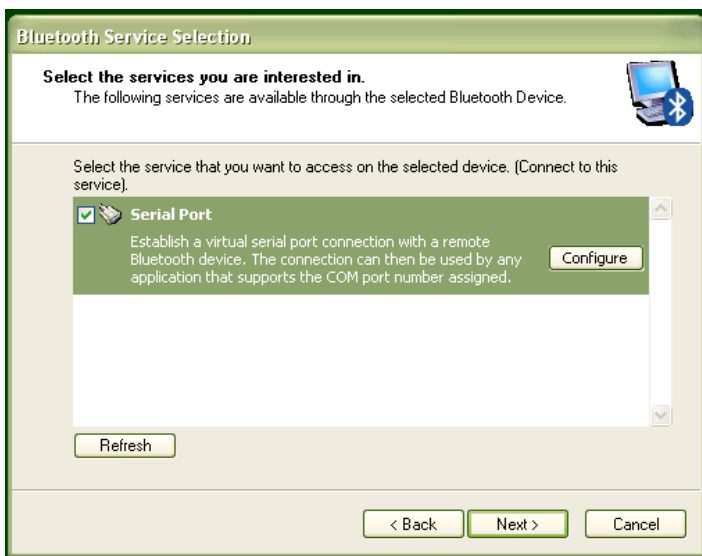 Bluetooth Service Selection
Select the services you are interested in.
The following services are available through the selected Bluetooth Device.
Select the service that you want to access on the selected device. (Connect to this
service).
Serial Port
Establish a virtual serial port connection with a remote
Bluetooth device. The connection can then be used by any
application that supports the COM port number assigned.
Configure
Refresh
< Back
Next >
Cancel